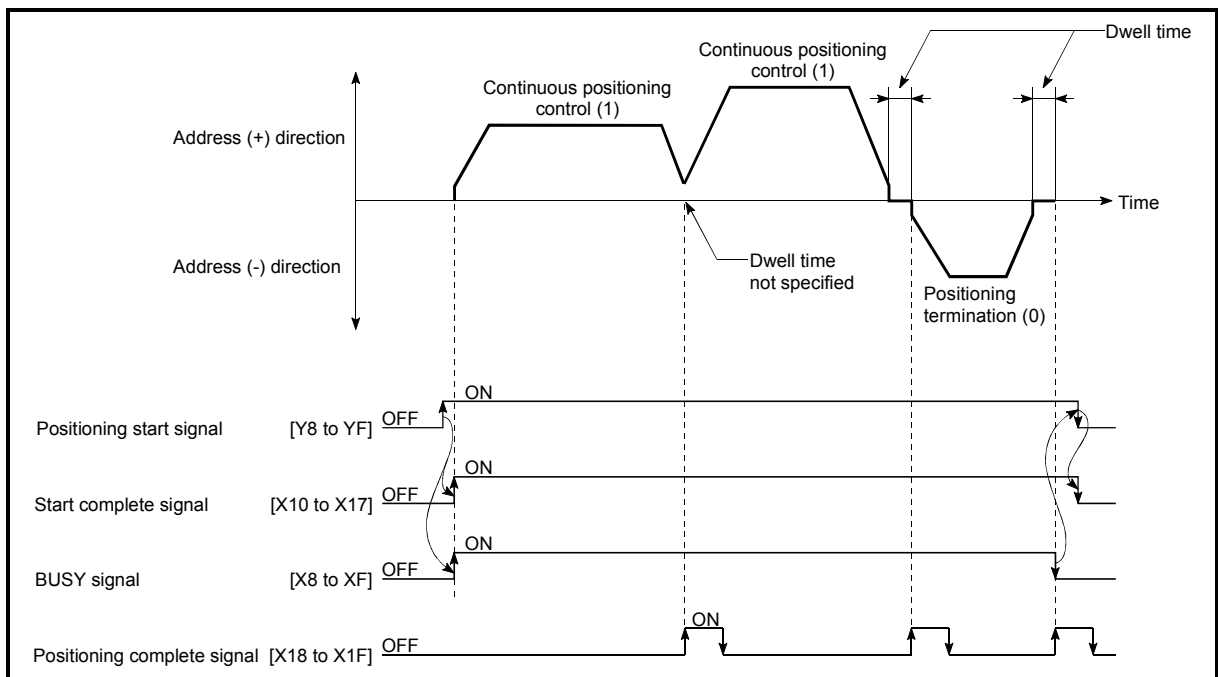 Dwell time
Continuous positioning
control (1)
Continuous positioning
control (1)
Address (+) direction
Time
Dwell time
not specified
Address (-) direction
Positioning
termination (0)
ON
Positioning start signal [Y8 to YF] OFF
ON
Start complete signal [X10 to X17] OFF
ON
BUSY signal [X8 to XF] OFF
ON
Positioning complete signal [X18 to X1F] OFF